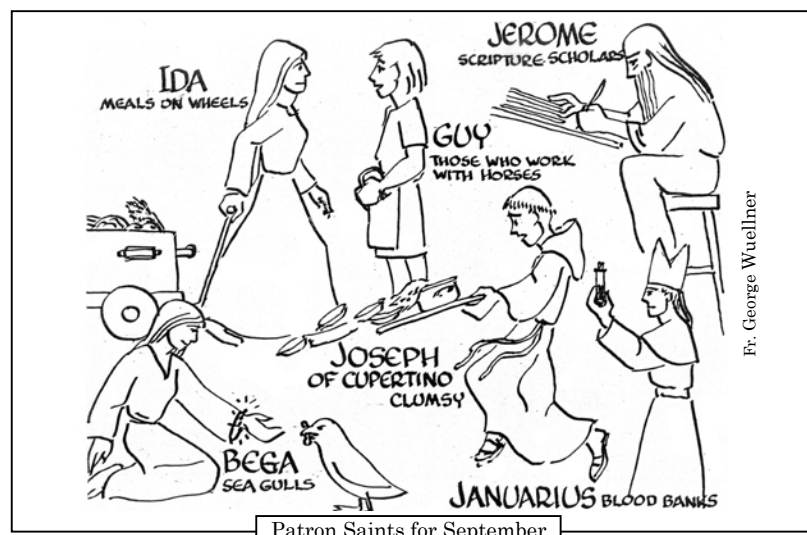 IDA
MEALS ON WHEELS
JEROME
SCRIPTURE SCHOLARS
GUY
THOSE WHO WORK
WITH HORSES
JOSEPH
OF CUPERTINO
CLUMSY
BEGA
SEA GULLS
JANUARIUS BLOOD BANKS
Fr. George Wuellner
Patron Saints for September